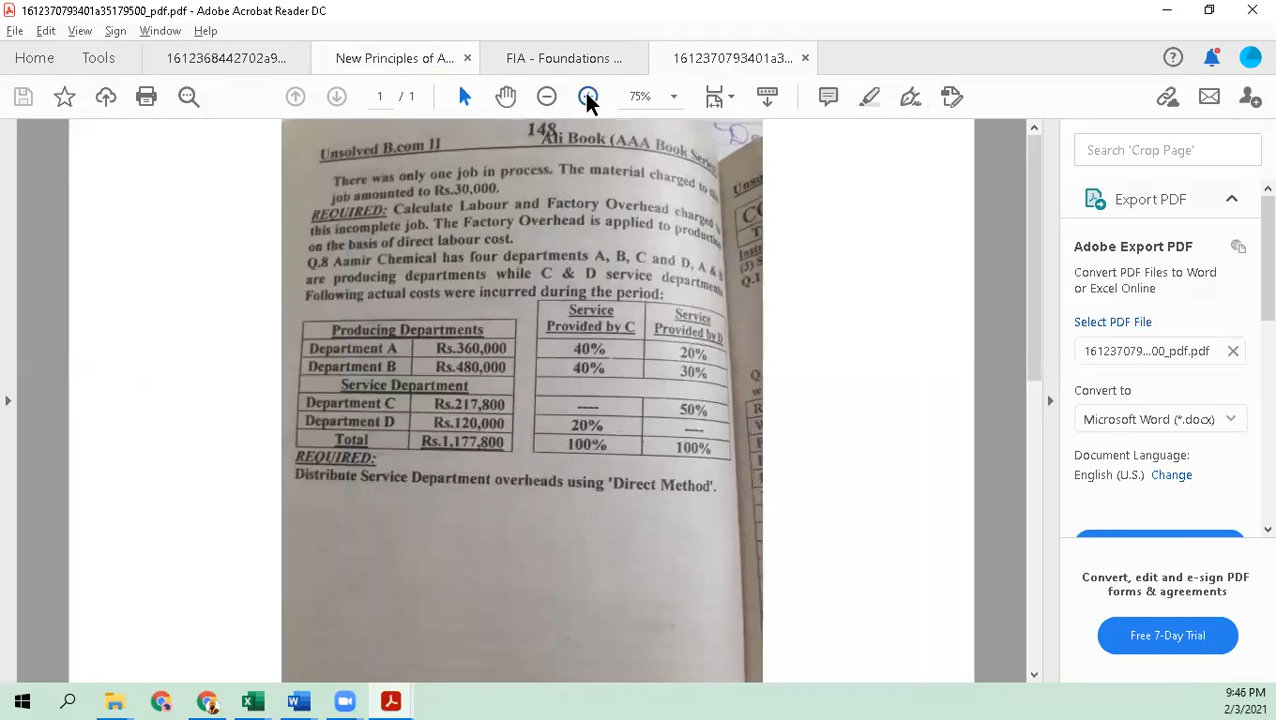 1612370793401a35179500_pdf.pdf - Adobe Acrobat Reader DC
File Edit View Sign Window Help
Home Tools 1612368442702a9... New Principles of A... × FIA - Foundations ... 1612370793401a3... ×
1 / 1 75%
148
Unsolved B.com II Ali Book (AAA Book Series
There was only one job in process. The material charged to
job amounted to Rs.30,000.
REQUIRED: Calculate Labour and Factory Overhead charged
this incomplete job. The Factory Overhead is applied to production
on the basis of direct labour cost.
Q.8 Aamir Chemical has four departments A, B, C and D, A & B
are producing departments while C & D service departments
Following actual costs were incurred during the period:
Service Provided by C Service Provided by D
Producing Departments
Department A Rs.360,000 40% 20%
Department B Rs.480,000 40% 30%
Service Department
Department C Rs.217,800 ---- 50%
Department D Rs.120,000 20% ----
Total Rs.1,177,800 100% 100%
REQUIRED:
Distribute Service Department overheads using 'Direct Method'.
Search 'Crop Page'
Export PDF
Adobe Export PDF
Convert PDF Files to Word
or Excel Online
Select PDF File
161237079...00_pdf.pdf ×
Convert to
Microsoft Word (*.docx)
Document Language:
English (U.S.) Change
Convert, edit and e-sign PDF
forms & agreements
Free 7-Day Trial
9:46 PM
2/3/2021